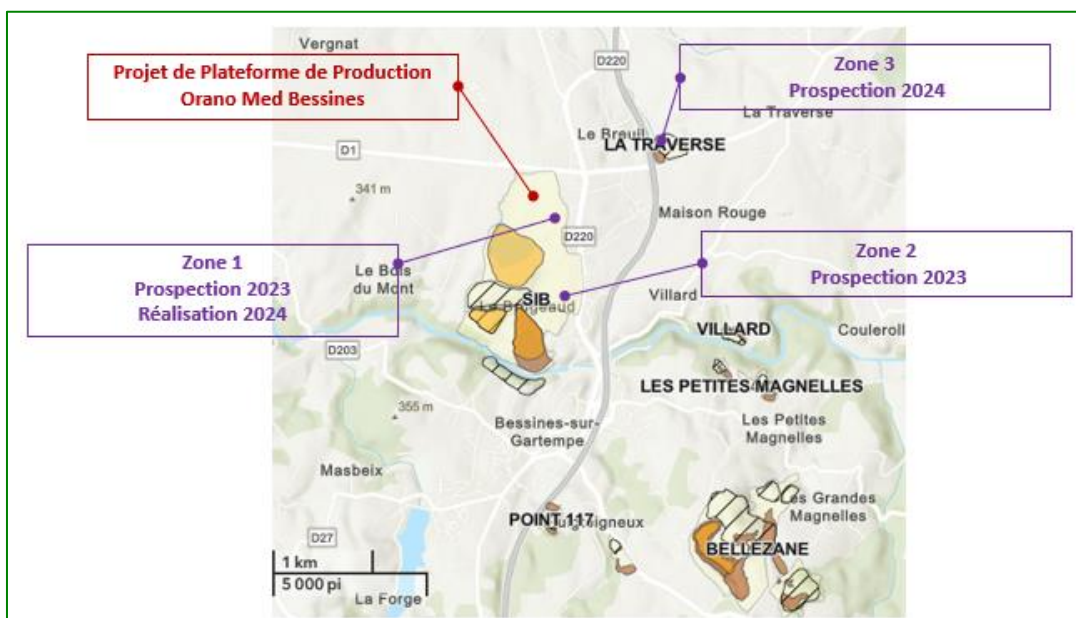 Vergnat
D220
Projet de Plateforme de Production
Orano Med Bessines
Zone 3
Prospection 2024
La Traverse
Le Breuil
LA TRAVERSE
D1
341 m
Maison Rouge
D220
Zone 1
Prospection 2023
Réalisation 2024
Zone 2
Prospection 2023
Le Bois
du Mont
SIB
Le Brugeaud
Villard
VILLARD
Couleroll
D203
LES PETITES MAGNELLES
355 m
Bessines-sur-
Gartempe
Les Petites
Magnelles
Masbeix
Les Grandes
Magnelles
POINT 117
BELLEZANE
D27
1 km
5 000 pi
La Forge